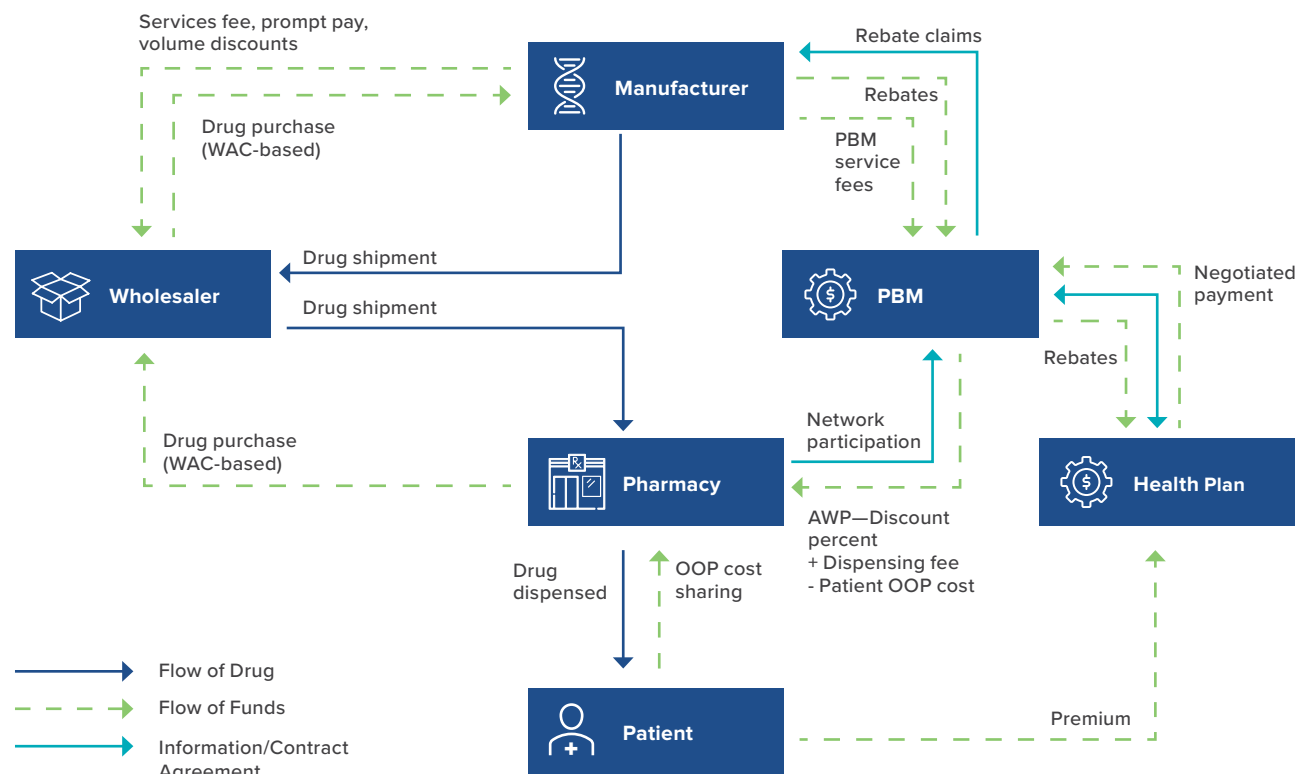 Services fee, prompt pay,
volume discounts
Manufacturer
Rebate claims
Rebates
Drug purchase
(WAC-based)
PBM
service
fees
Drug shipment
Wholesaler
Drug shipment
PBM
Negotiated
payment
Rebates
Drug purchase
(WAC-based)
Network
participation
Rx
Pharmacy
$
$
Health Plan
AWP—Discount
percent
+ Dispensing fee
- Patient OOP cost
Drug
dispensed
OOP cost
sharing
Flow of Drug
Flow of Funds
Information/Contract
Agreement
Patient
Premium